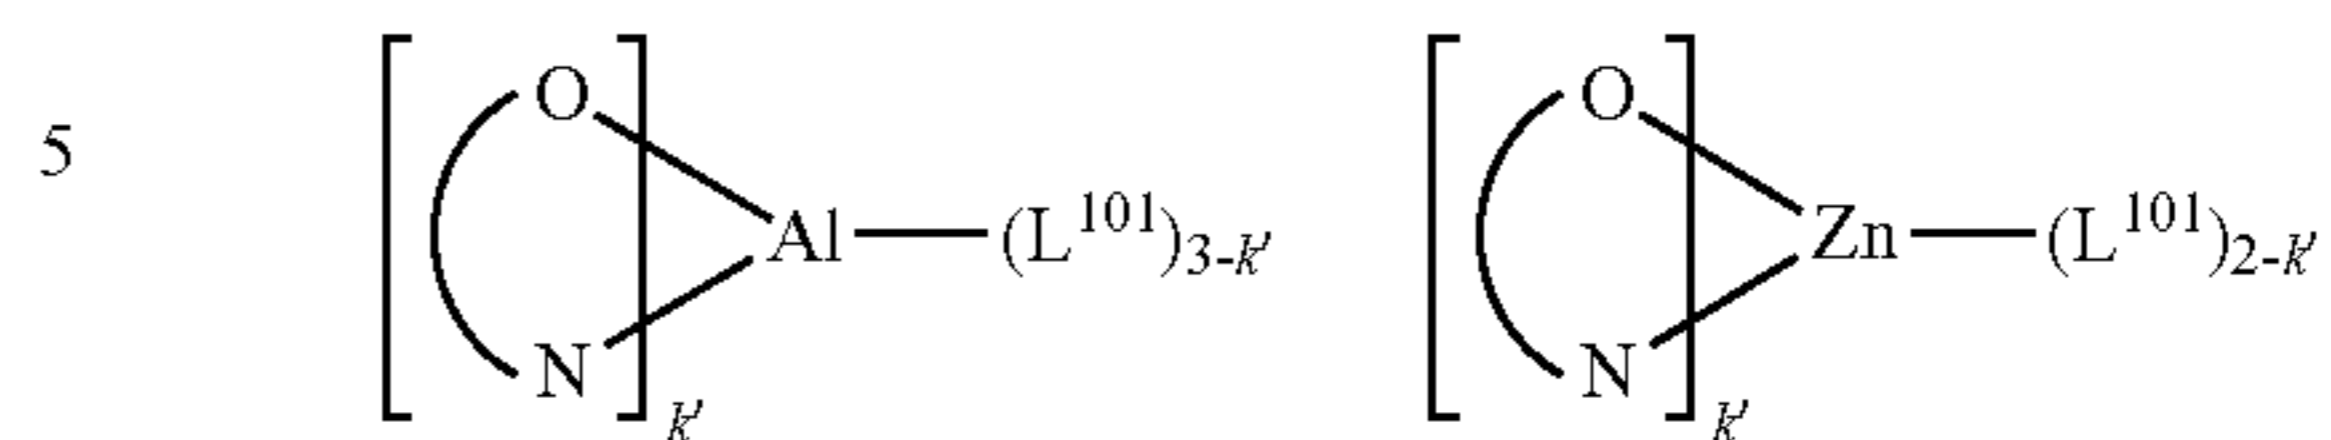 O O
5 Al—(L¹⁰¹)₃₋ₖ′ Zn—(L¹⁰¹)₂₋ₖ′
N N
k′ k′